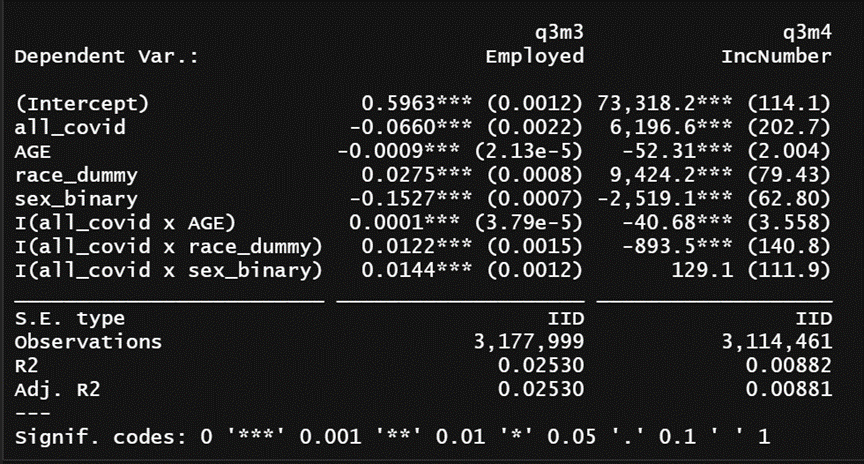 q3m3 q3m4
Dependent Var.: Employed IncNumber
(Intercept) 0.5963*** (0.0012) 73,318.2*** (114.1)
all_covid -0.0660*** (0.0022) 6,196.6*** (202.7)
AGE -0.0009*** (2.13e-5) -52.31*** (2.004)
race_dummy 0.0275*** (0.0008) 9,424.2*** (79.43)
sex_binary -0.1527*** (0.0007) -2,519.1*** (62.80)
I(all_covid x AGE) 0.0001*** (3.79e-5) -40.68*** (3.558)
I(all_covid x race_dummy) 0.0122*** (0.0015) -893.5*** (140.8)
I(all_covid x sex_binary) 0.0144*** (0.0012) 129.1 (111.9)
S.E. type IID IID
Observations 3,177,999 3,114,461
R2 0.02530 0.00882
Adj. R2 0.02530 0.00881
---
Signif. codes: 0 '***' 0.001 '**' 0.01 '*' 0.05 '.' 0.1 ' ' 1